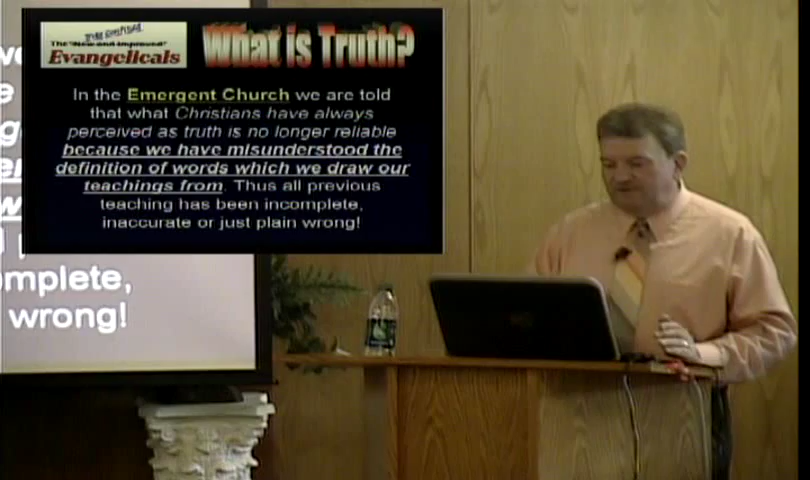 The "New and Improved"
Evangelicals
What is Truth?
In the Emergent Church we are told
that what Christians have always
perceived as truth is no longer reliable
because we have misunderstood the
definition of words which we draw our
teachings from. Thus all previous
teaching has been incomplete,
inaccurate or just plain wrong!
omplete,
wrong!